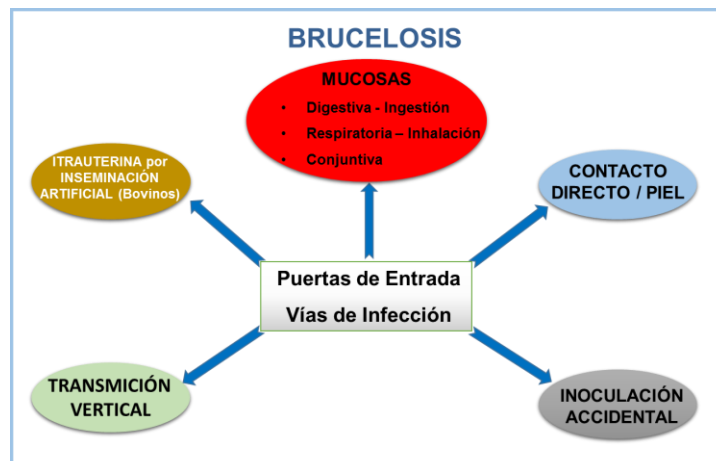 BRUCELOSIS
MUCOSAS
• Digestiva - Ingestión
• Respiratoria – Inhalación
• Conjuntiva
ITRAUTERINA por
INSEMINACIÓN
ARTIFICIAL (Bovinos)
CONTACTO
DIRECTO / PIEL
Puertas de Entrada
Vías de Infección
TRANSMICIÓN
VERTICAL
INOCULACIÓN
ACCIDENTAL